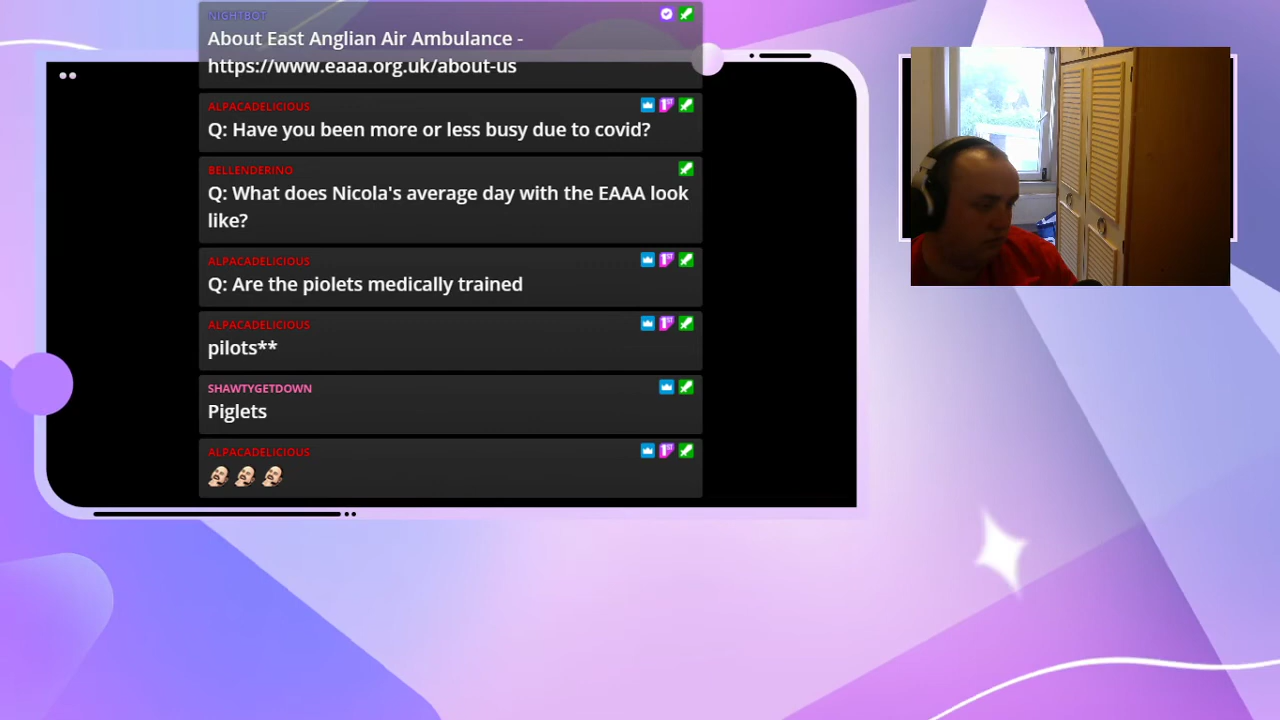 NIGHTBOT
About East Anglian Air Ambulance -
https://www.eaaa.org.uk/about-us
ALPACADELICIOUS
Q: Have you been more or less busy due to covid?
BELLENDERINO
Q: What does Nicola's average day with the EAAA look
like?
ALPACADELICIOUS
Q: Are the piolets medically trained
ALPACADELICIOUS
pilots**
SHAWTYGETDOWN
Piglets
ALPACADELICIOUS